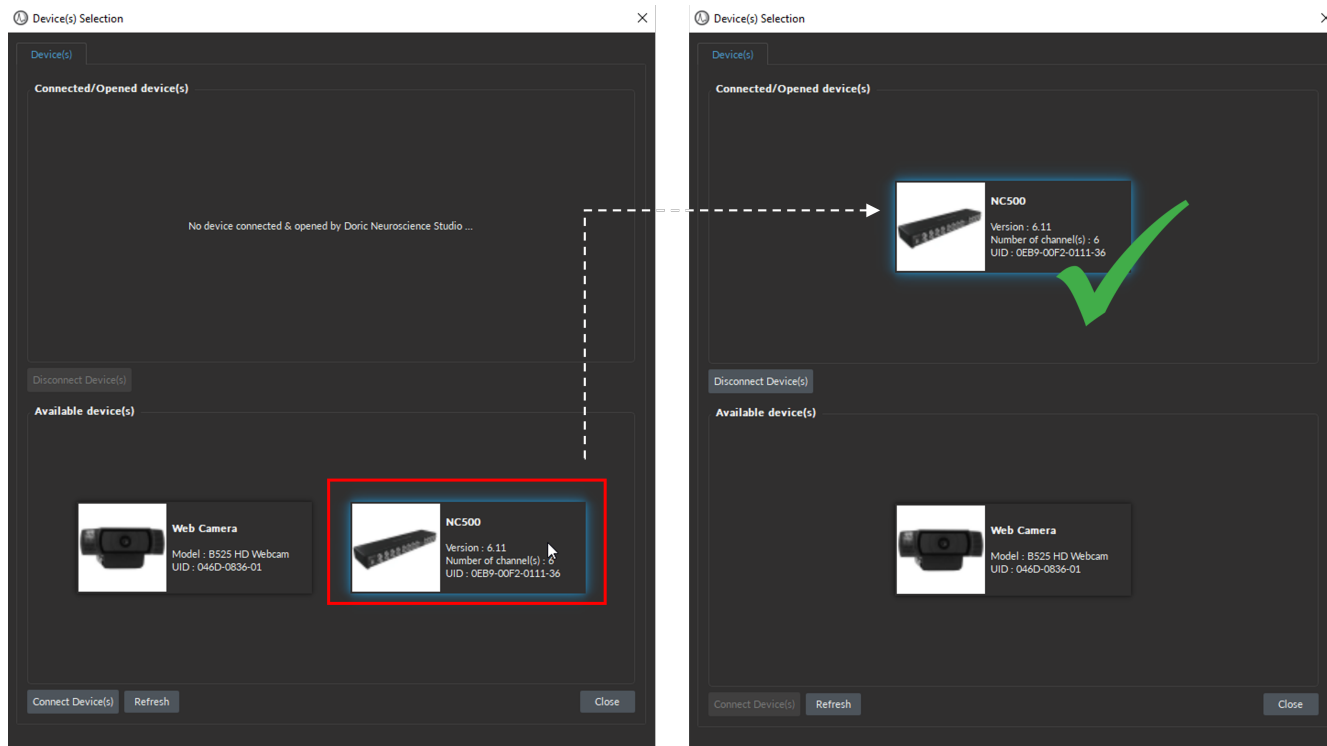 Device(s) Selection
Device(s)
Connected/Opened device(s)
No device connected & opened by Doric Neuroscience Studio ...
Disconnect Device(s)
Available device(s)
Web Camera
Model : B525 HD Webcam
UID : 046D-0836-01
NC500
Version : 6.11
Number of channel(s) : 6
UID : 0EB9-00F2-0111-36
Connect Device(s)
Refresh
Close
Device(s) Selection
Device(s)
Connected/Opened device(s)
NC500
Version : 6.11
Number of channel(s) : 6
UID : 0EB9-00F2-0111-36
Disconnect Device(s)
Available device(s)
Web Camera
Model : B525 HD Webcam
UID : 046D-0836-01
Connect Device(s)
Refresh
Close